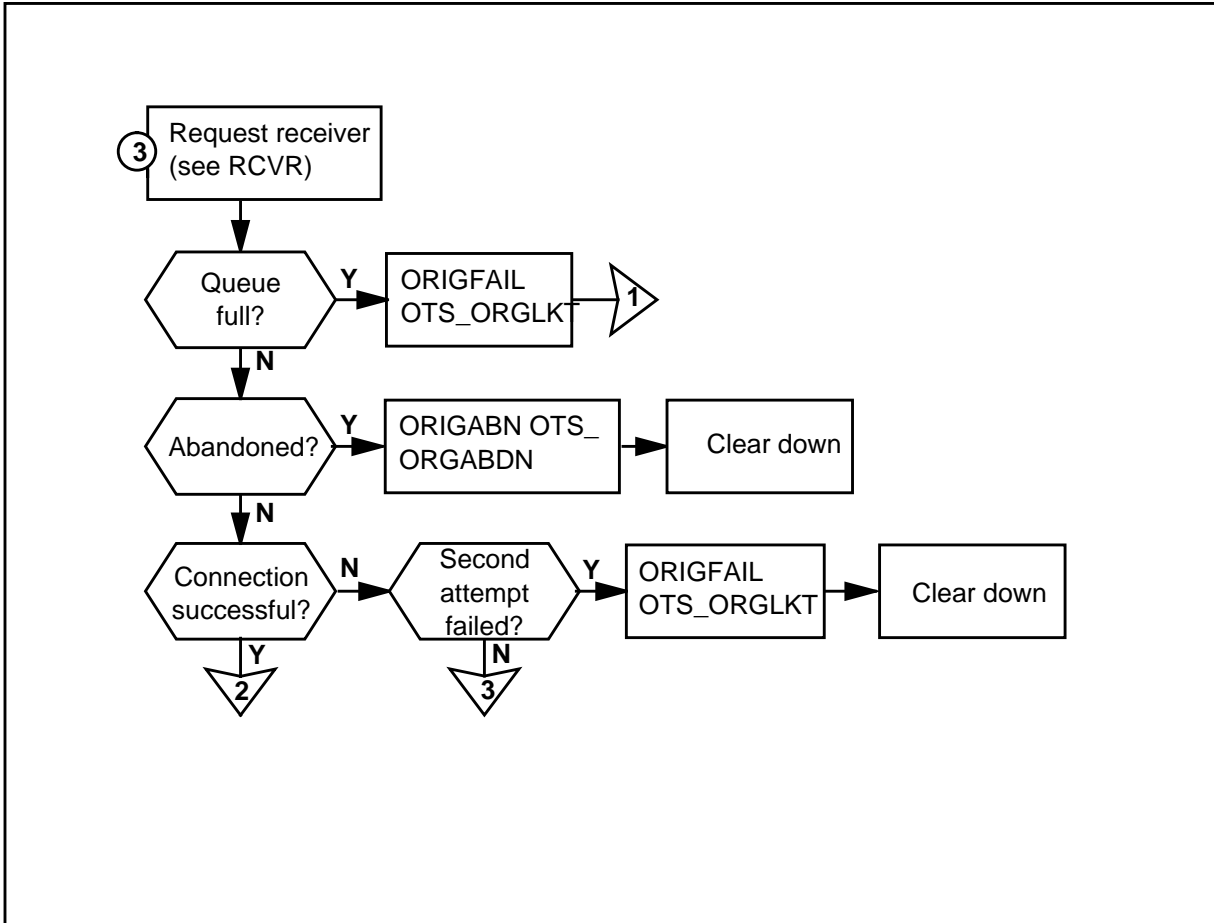 3
Request receiver
(see RCVR)
Queue
full?
Y
ORIGFAIL
OTS_ORGLKT
1
N
Abandoned?
Y
ORIGABN OTS_
ORGABDN
Clear down
N
Connection
successful?
N
Second
attempt
failed?
Y
ORIGFAIL
OTS_ORGLKT
Clear down
Y
2
N
3